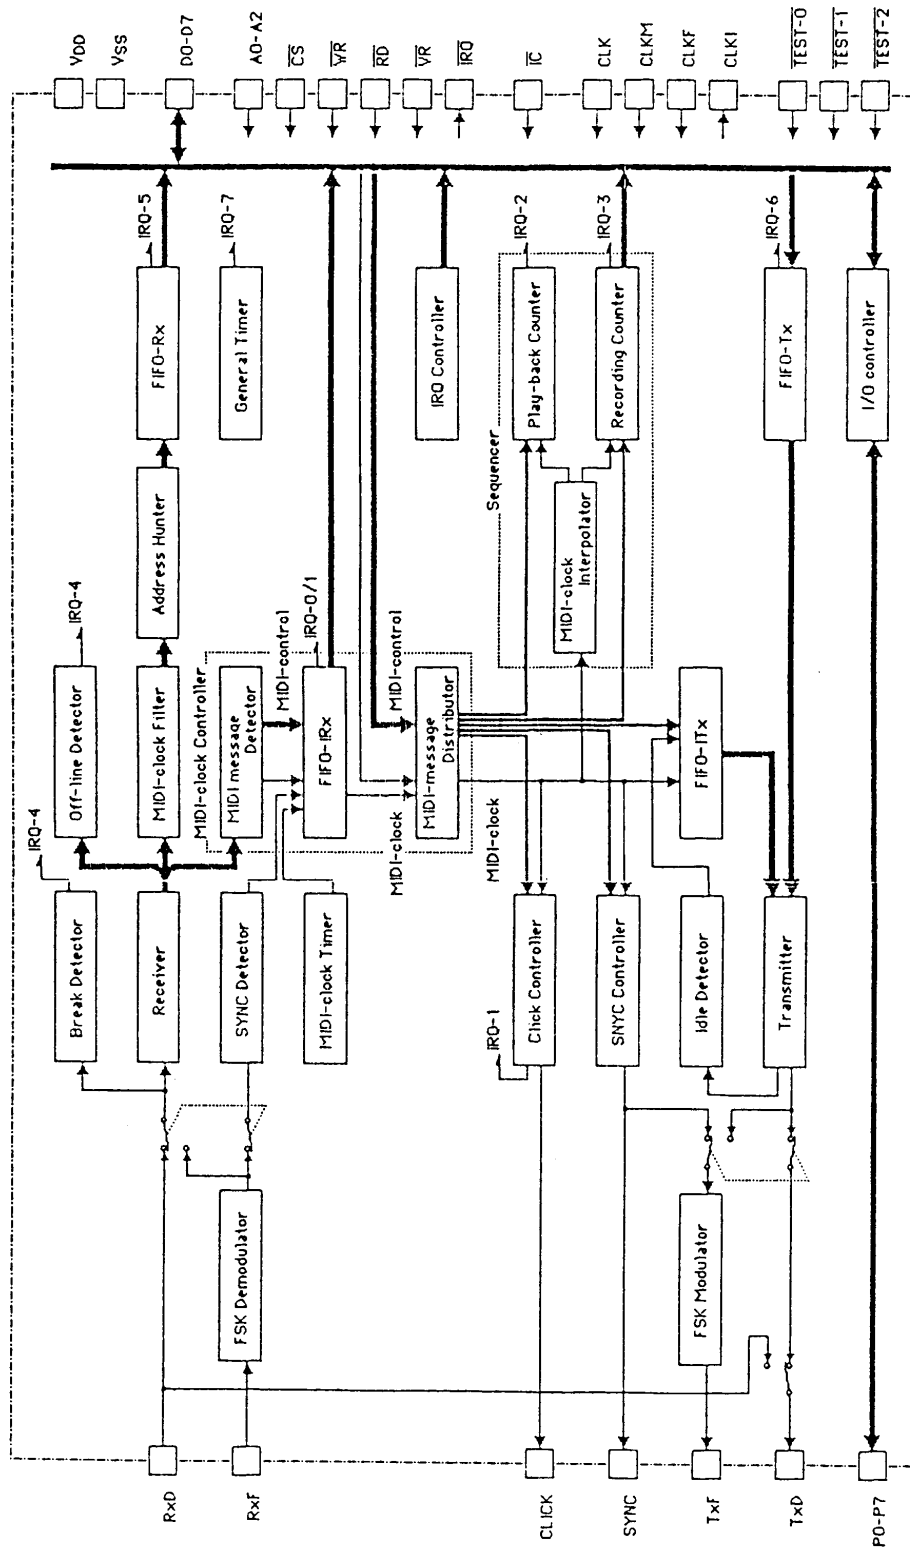 VDD
VSS
D0-D7
A0-A2
CS
WR
RD
VR
IRQ
IC
CLK
CLKM
CLKF
CLKI
TEST-0
TEST-1
TEST-2
IRQ-5
IRQ-7
IRQ-2
IRQ-3
IRQ-6
FIFO-Rx
General Timer
IRQ Controller
Play-back Counter
Recording Counter
FIFO-Tx
I/O controller
Sequencer
Address Hunter
MIDI-clock
Interpolator
IRQ-4
IRQ-0/1
MIDI-control
MIDI-control
Off-line Detector
MIDI-clock Filter
MIDI-clock Controller
MIDI message
Detector
FIFO-IRx
MIDI-message
Distributor
FIFO-ITx
IRQ-4
MIDI-clock
MIDI-clock
Break Detector
Receiver
SYNC Detector
MIDI-clock Timer
IRQ-1
Click Controller
SNYC Controller
Idle Detector
Transmitter
FSK Demodulator
FSK Modulator
RxD
RxF
CLICK
SYNC
TxF
TxD
P0-P7